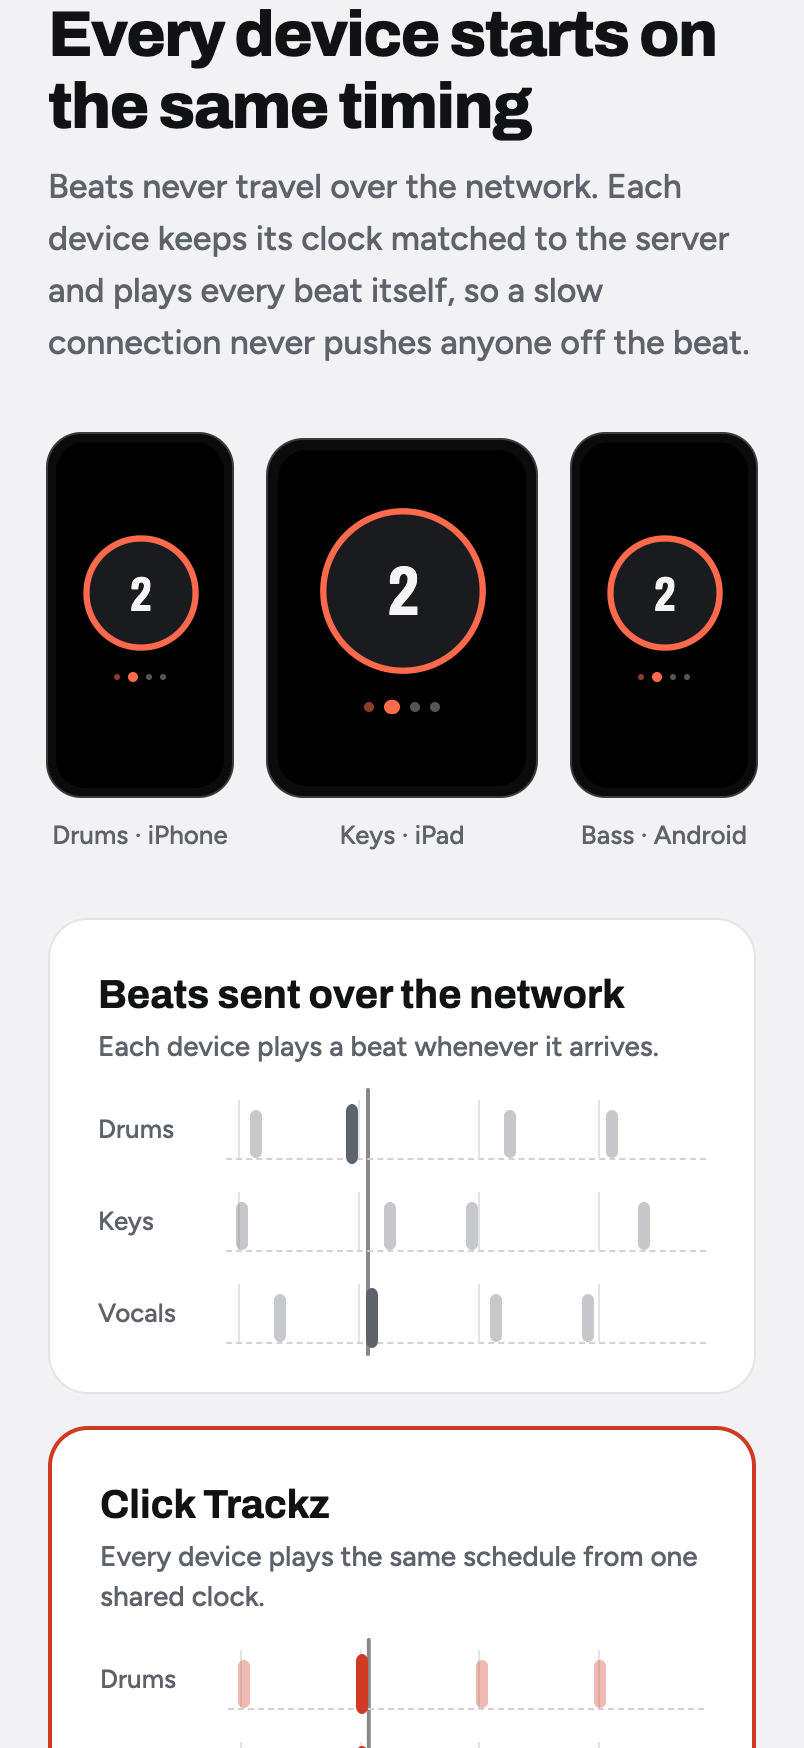 Every device starts on
the same timing
Beats never travel over the network. Each
device keeps its clock matched to the server
and plays every beat itself, so a slow
connection never pushes anyone off the beat.
2
2
2
Drums · iPhone
Keys · iPad
Bass · Android
Beats sent over the network
Each device plays a beat whenever it arrives.
Drums
Keys
Vocals
Click Trackz
Every device plays the same schedule from one
shared clock.
Drums